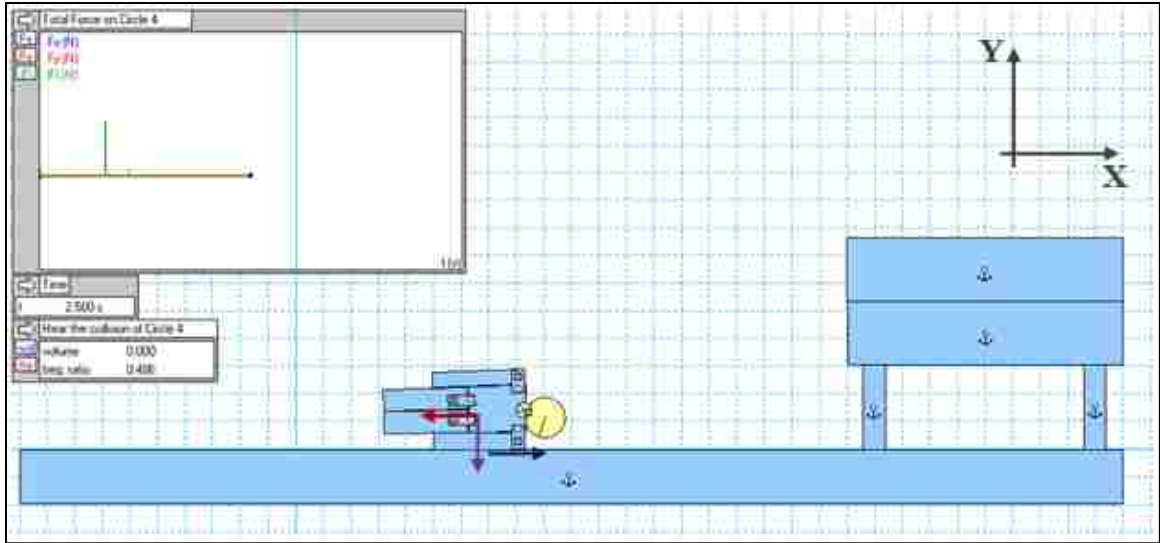 Total Force on Circle 4
Fx (N)
Fy (N)
|F| (N)
Y
X
t (s)
Time
t 2.500 s
Hear the collision of Circle 4
volume 0.000
freq. ratio 0.400